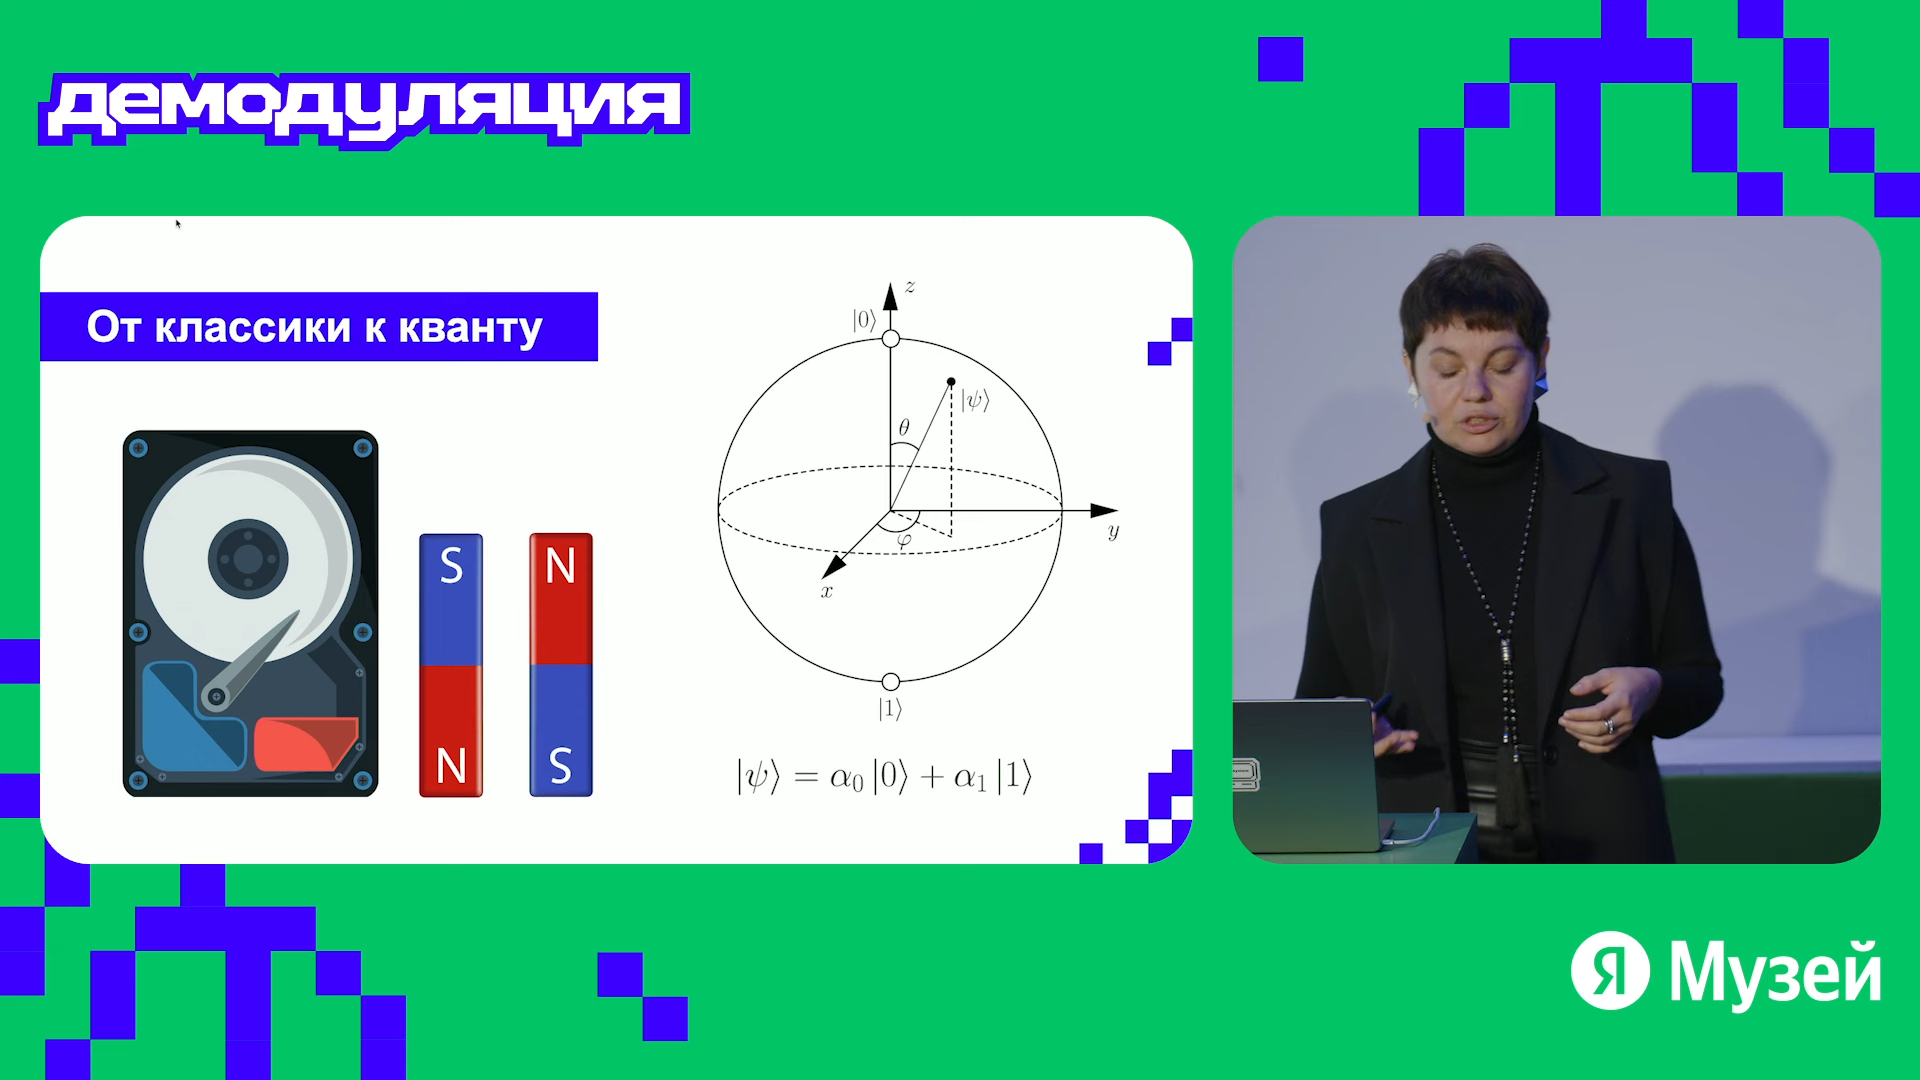 демодуляция
От классики к кванту
S
N
N
S
z
|0⟩
|ψ⟩
θ
y
φ
x
|1⟩
|ψ⟩ = α₀ |0⟩ + α₁ |1⟩
Я Музей